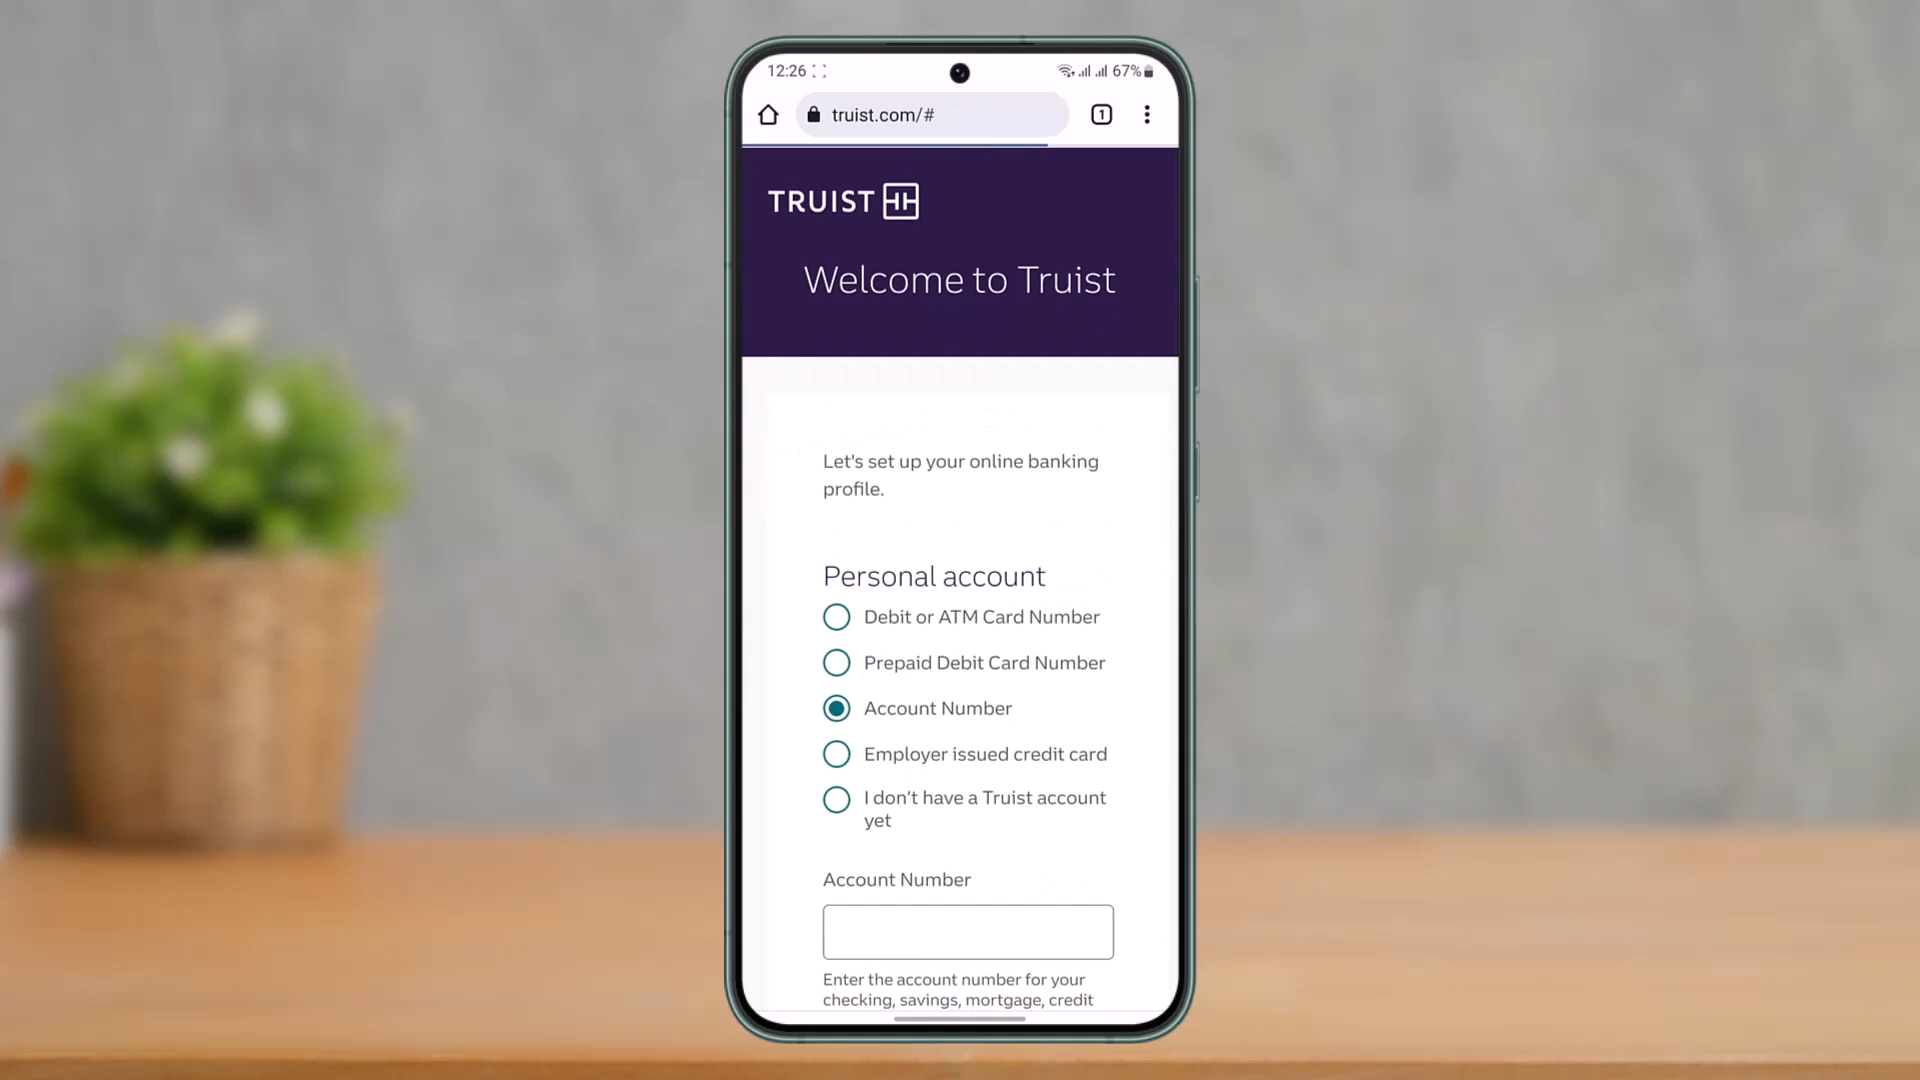 12:26
67%
truist.com/#
1
TRUIST
Welcome to Truist
Let's set up your online banking
profile.
Personal account
Debit or ATM Card Number
Prepaid Debit Card Number
Account Number
Employer issued credit card
I don't have a Truist account
yet
Account Number
Enter the account number for your
checking, savings, mortgage, credit